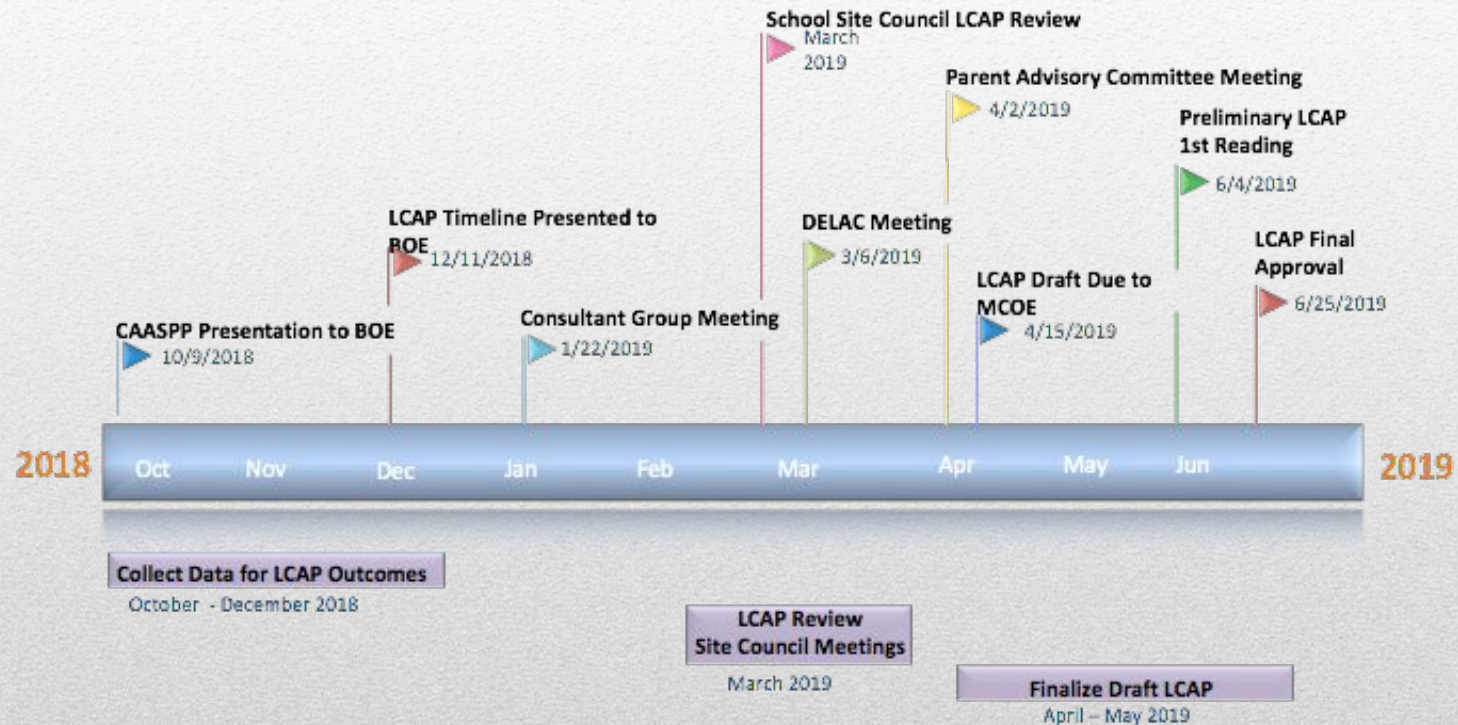 School Site Council LCAP Review
March
2019
Parent Advisory Committee Meeting
4/2/2019
Preliminary LCAP
1st Reading
6/4/2019
LCAP Timeline Presented to
BOE
12/11/2018
DELAC Meeting
3/6/2019
LCAP Final
Approval
6/25/2019
LCAP Draft Due to
MCOE
4/15/2019
CAASPP Presentation to BOE
10/9/2018
Consultant Group Meeting
1/22/2019
2018
Oct Nov Dec Jan Feb Mar Apr May Jun
2019
Collect Data for LCAP Outcomes
October - December 2018
LCAP Review
Site Council Meetings
March 2019
Finalize Draft LCAP
April – May 2019